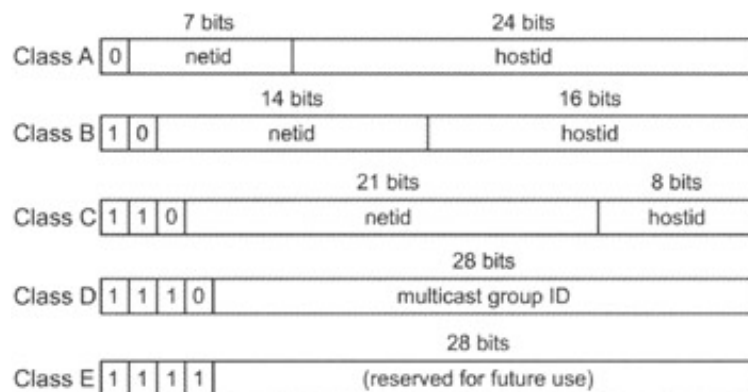 7 bits 24 bits
Class A 0 netid hostid
14 bits 16 bits
Class B 1 0 netid hostid
21 bits 8 bits
Class C 1 1 0 netid hostid
28 bits
Class D 1 1 1 0 multicast group ID
28 bits
Class E 1 1 1 1 (reserved for future use)